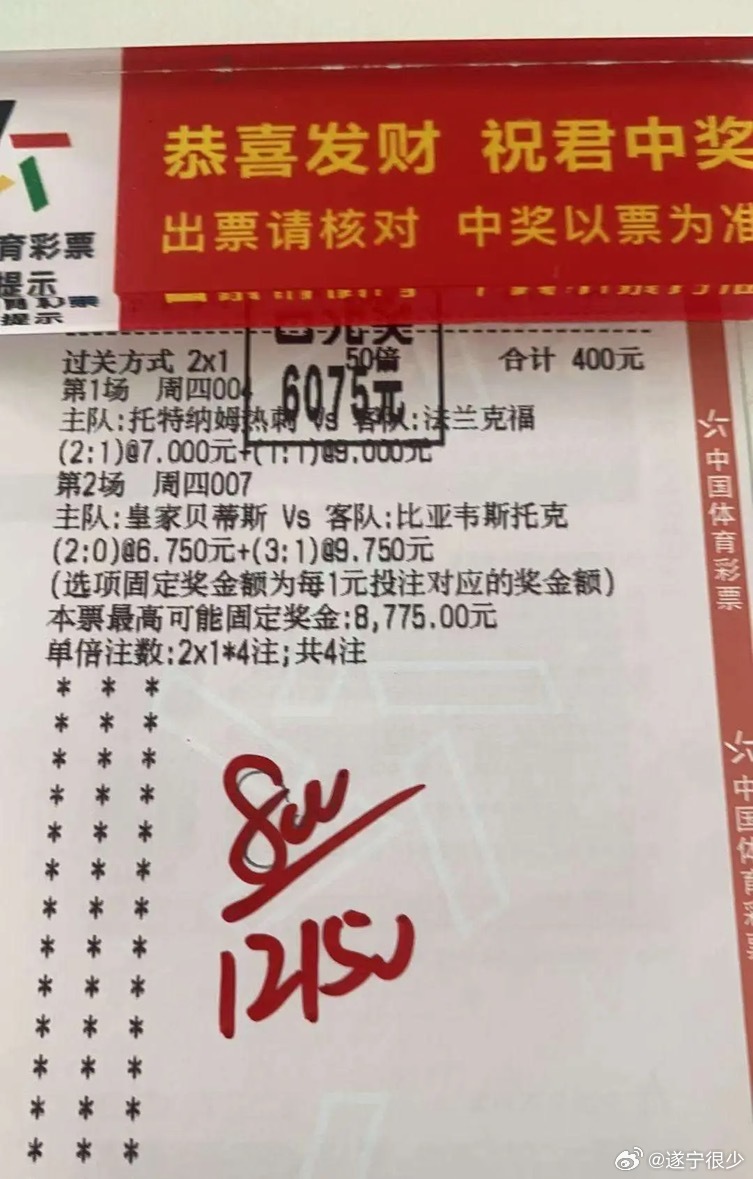 恭喜发财 祝君中奖
出票请核对 中奖以票为准
育彩票
提示
提示
过关方式 2x1 50倍 合计 400元
6075元
第1场 周四004
主队:托特纳姆热刺 Vs 客队:法兰克福
(2:1)@7.000元+(1:1)@9.000元
第2场 周四007
主队:皇家贝蒂斯 Vs 客队:比亚韦斯托克
(2:0)@6.750元+(3:1)@9.750元
(选项固定奖金额为每1元投注对应的奖金额)
本票最高可能固定奖金:8,775.00元
单倍注数:2x1*4注;共4注
* * *
* * *
* * *
* * *
* * *
* * *
* * *
* * *
* * *
* * *
* * *
* * *
* * *
800
12150
中国体育彩票
中国体育彩票
@遂宁很少